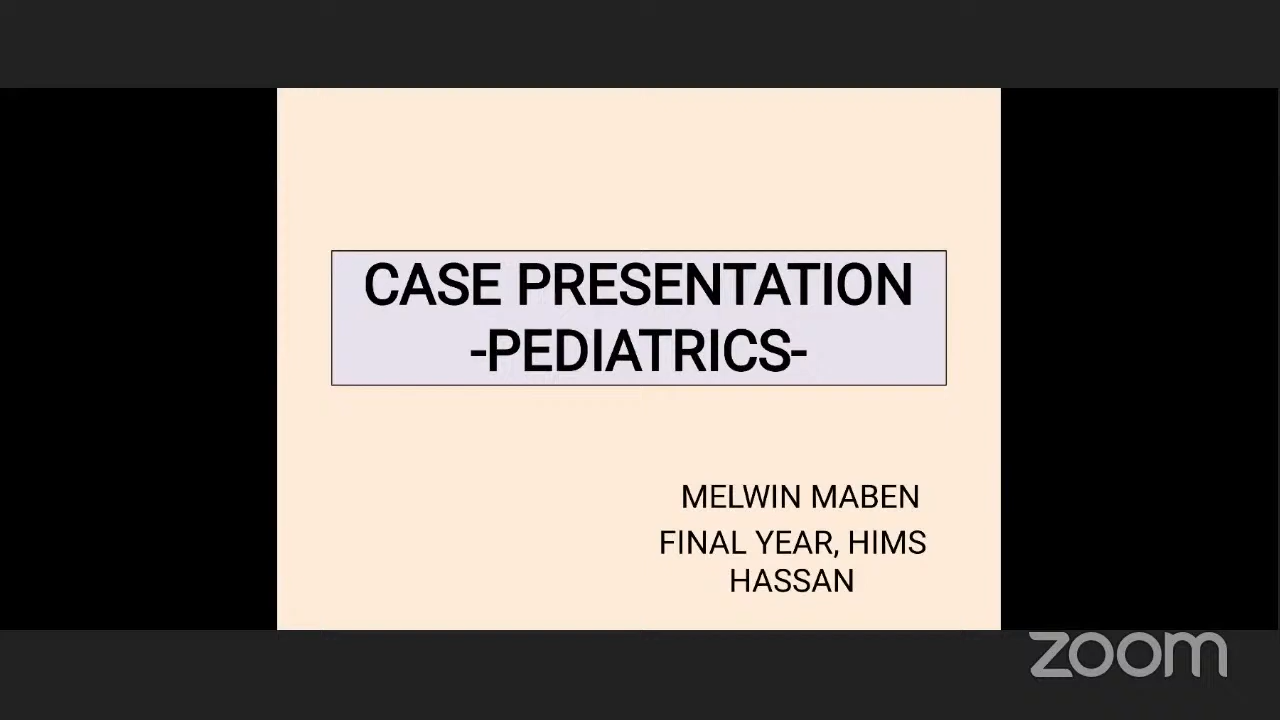 CASE PRESENTATION
-PEDIATRICS-
MELWIN MABEN
FINAL YEAR, HIMS
HASSAN
zoom